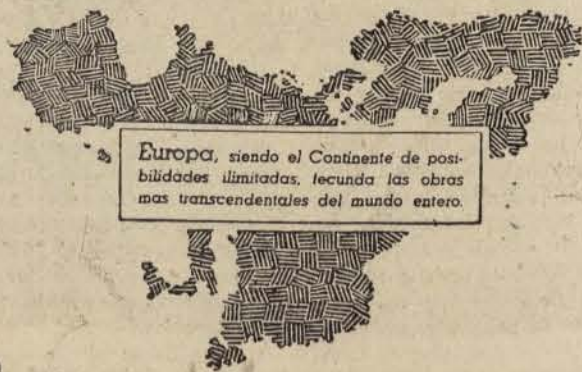 Europa, siendo el Continente de posi-
bilidades ilimitadas, fecunda las obras
mas transcendentales del mundo entero.